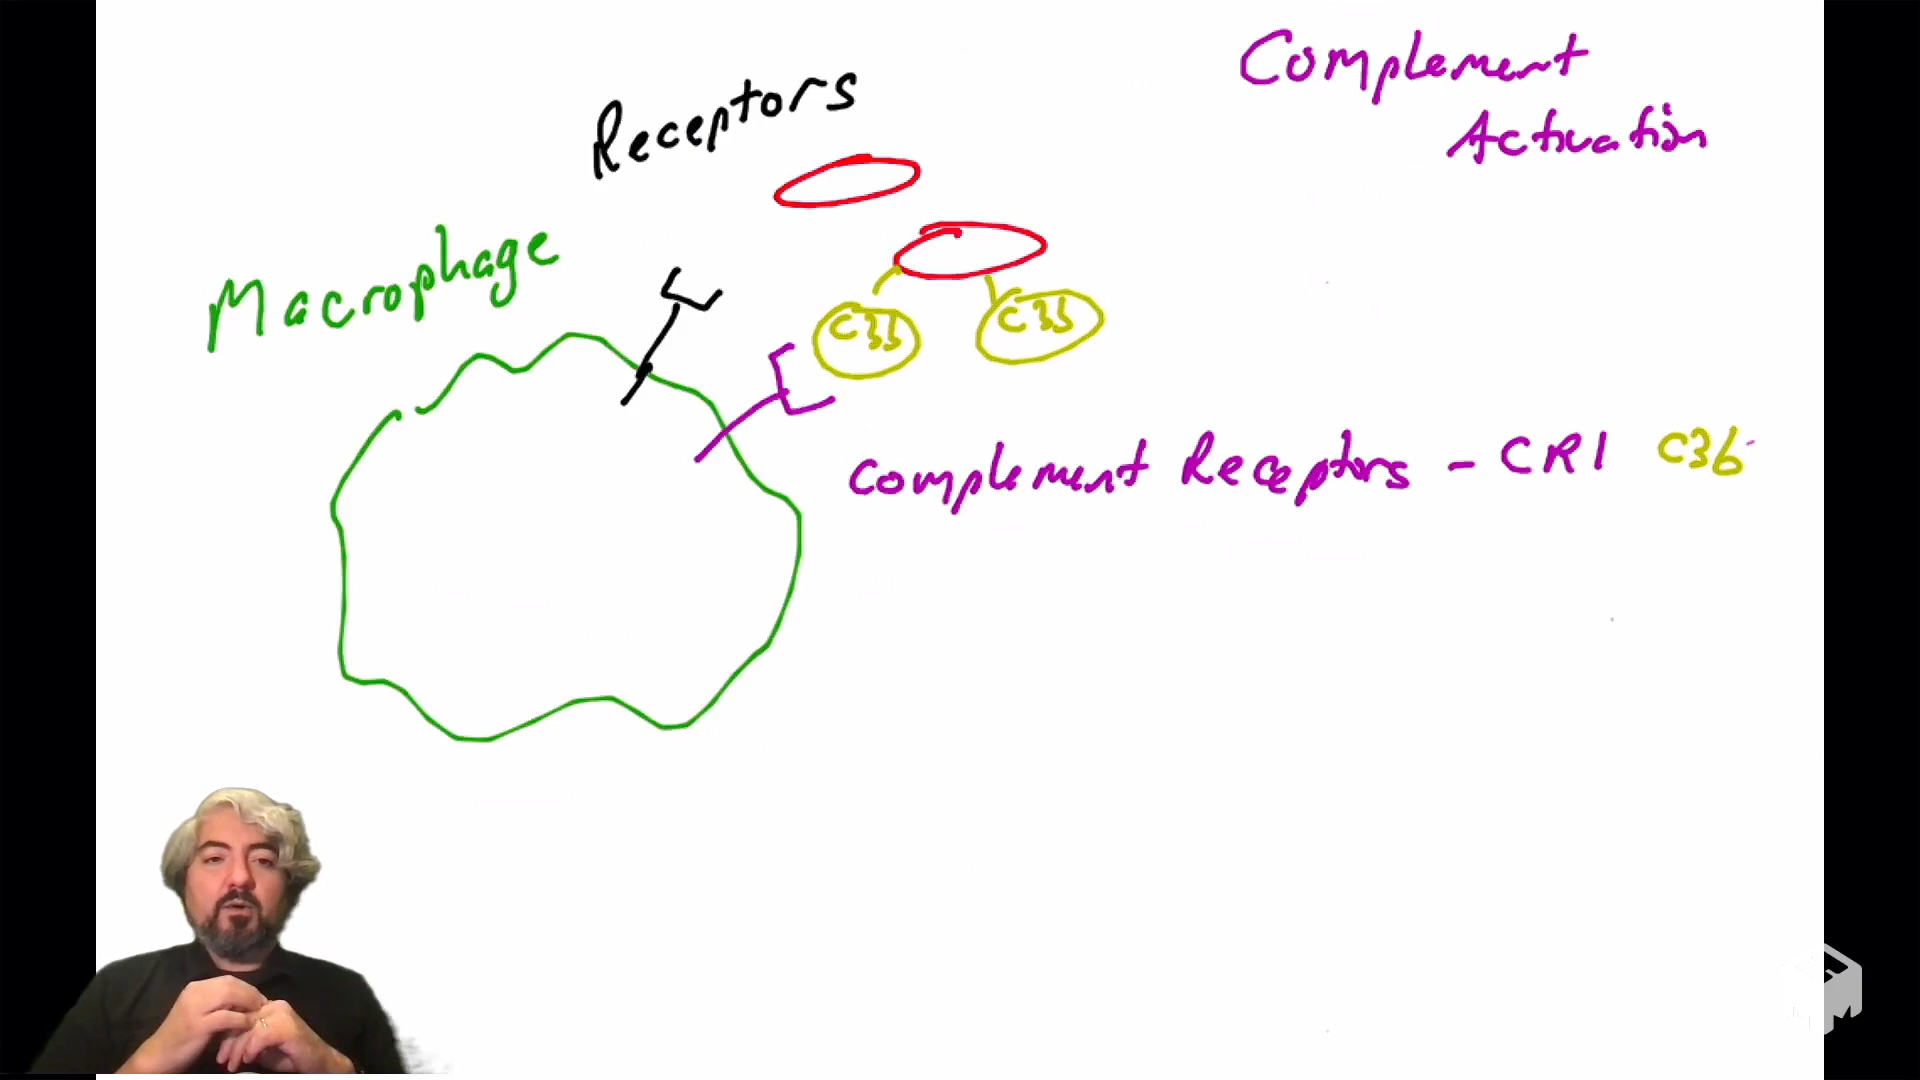 Complement
Activation
Receptors
Macrophage
C3b
C3b
Complement Receptors - CR1 C3b